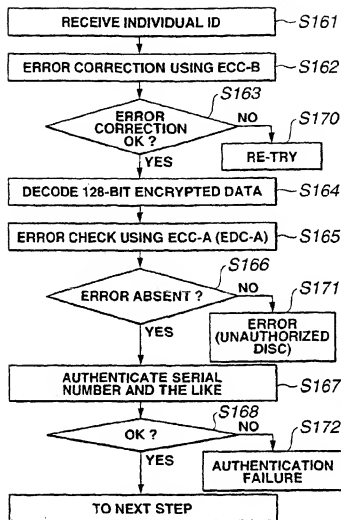 RECEIVE INDIVIDUAL ID
S161
ERROR CORRECTION USING ECC-B
S162
S163
ERROR
CORRECTION
OK ?
NO
S170
YES
RE-TRY
DECODE 128-BIT ENCRYPTED DATA
S164
ERROR CHECK USING ECC-A (EDC-A)
S165
S166
ERROR ABSENT ?
NO
S171
YES
ERROR
(UNAUTHORIZED
DISC)
AUTHENTICATE SERIAL
NUMBER AND THE LIKE
S167
S168
OK ?
NO
S172
YES
AUTHENTICATION
FAILURE
TO NEXT STEP